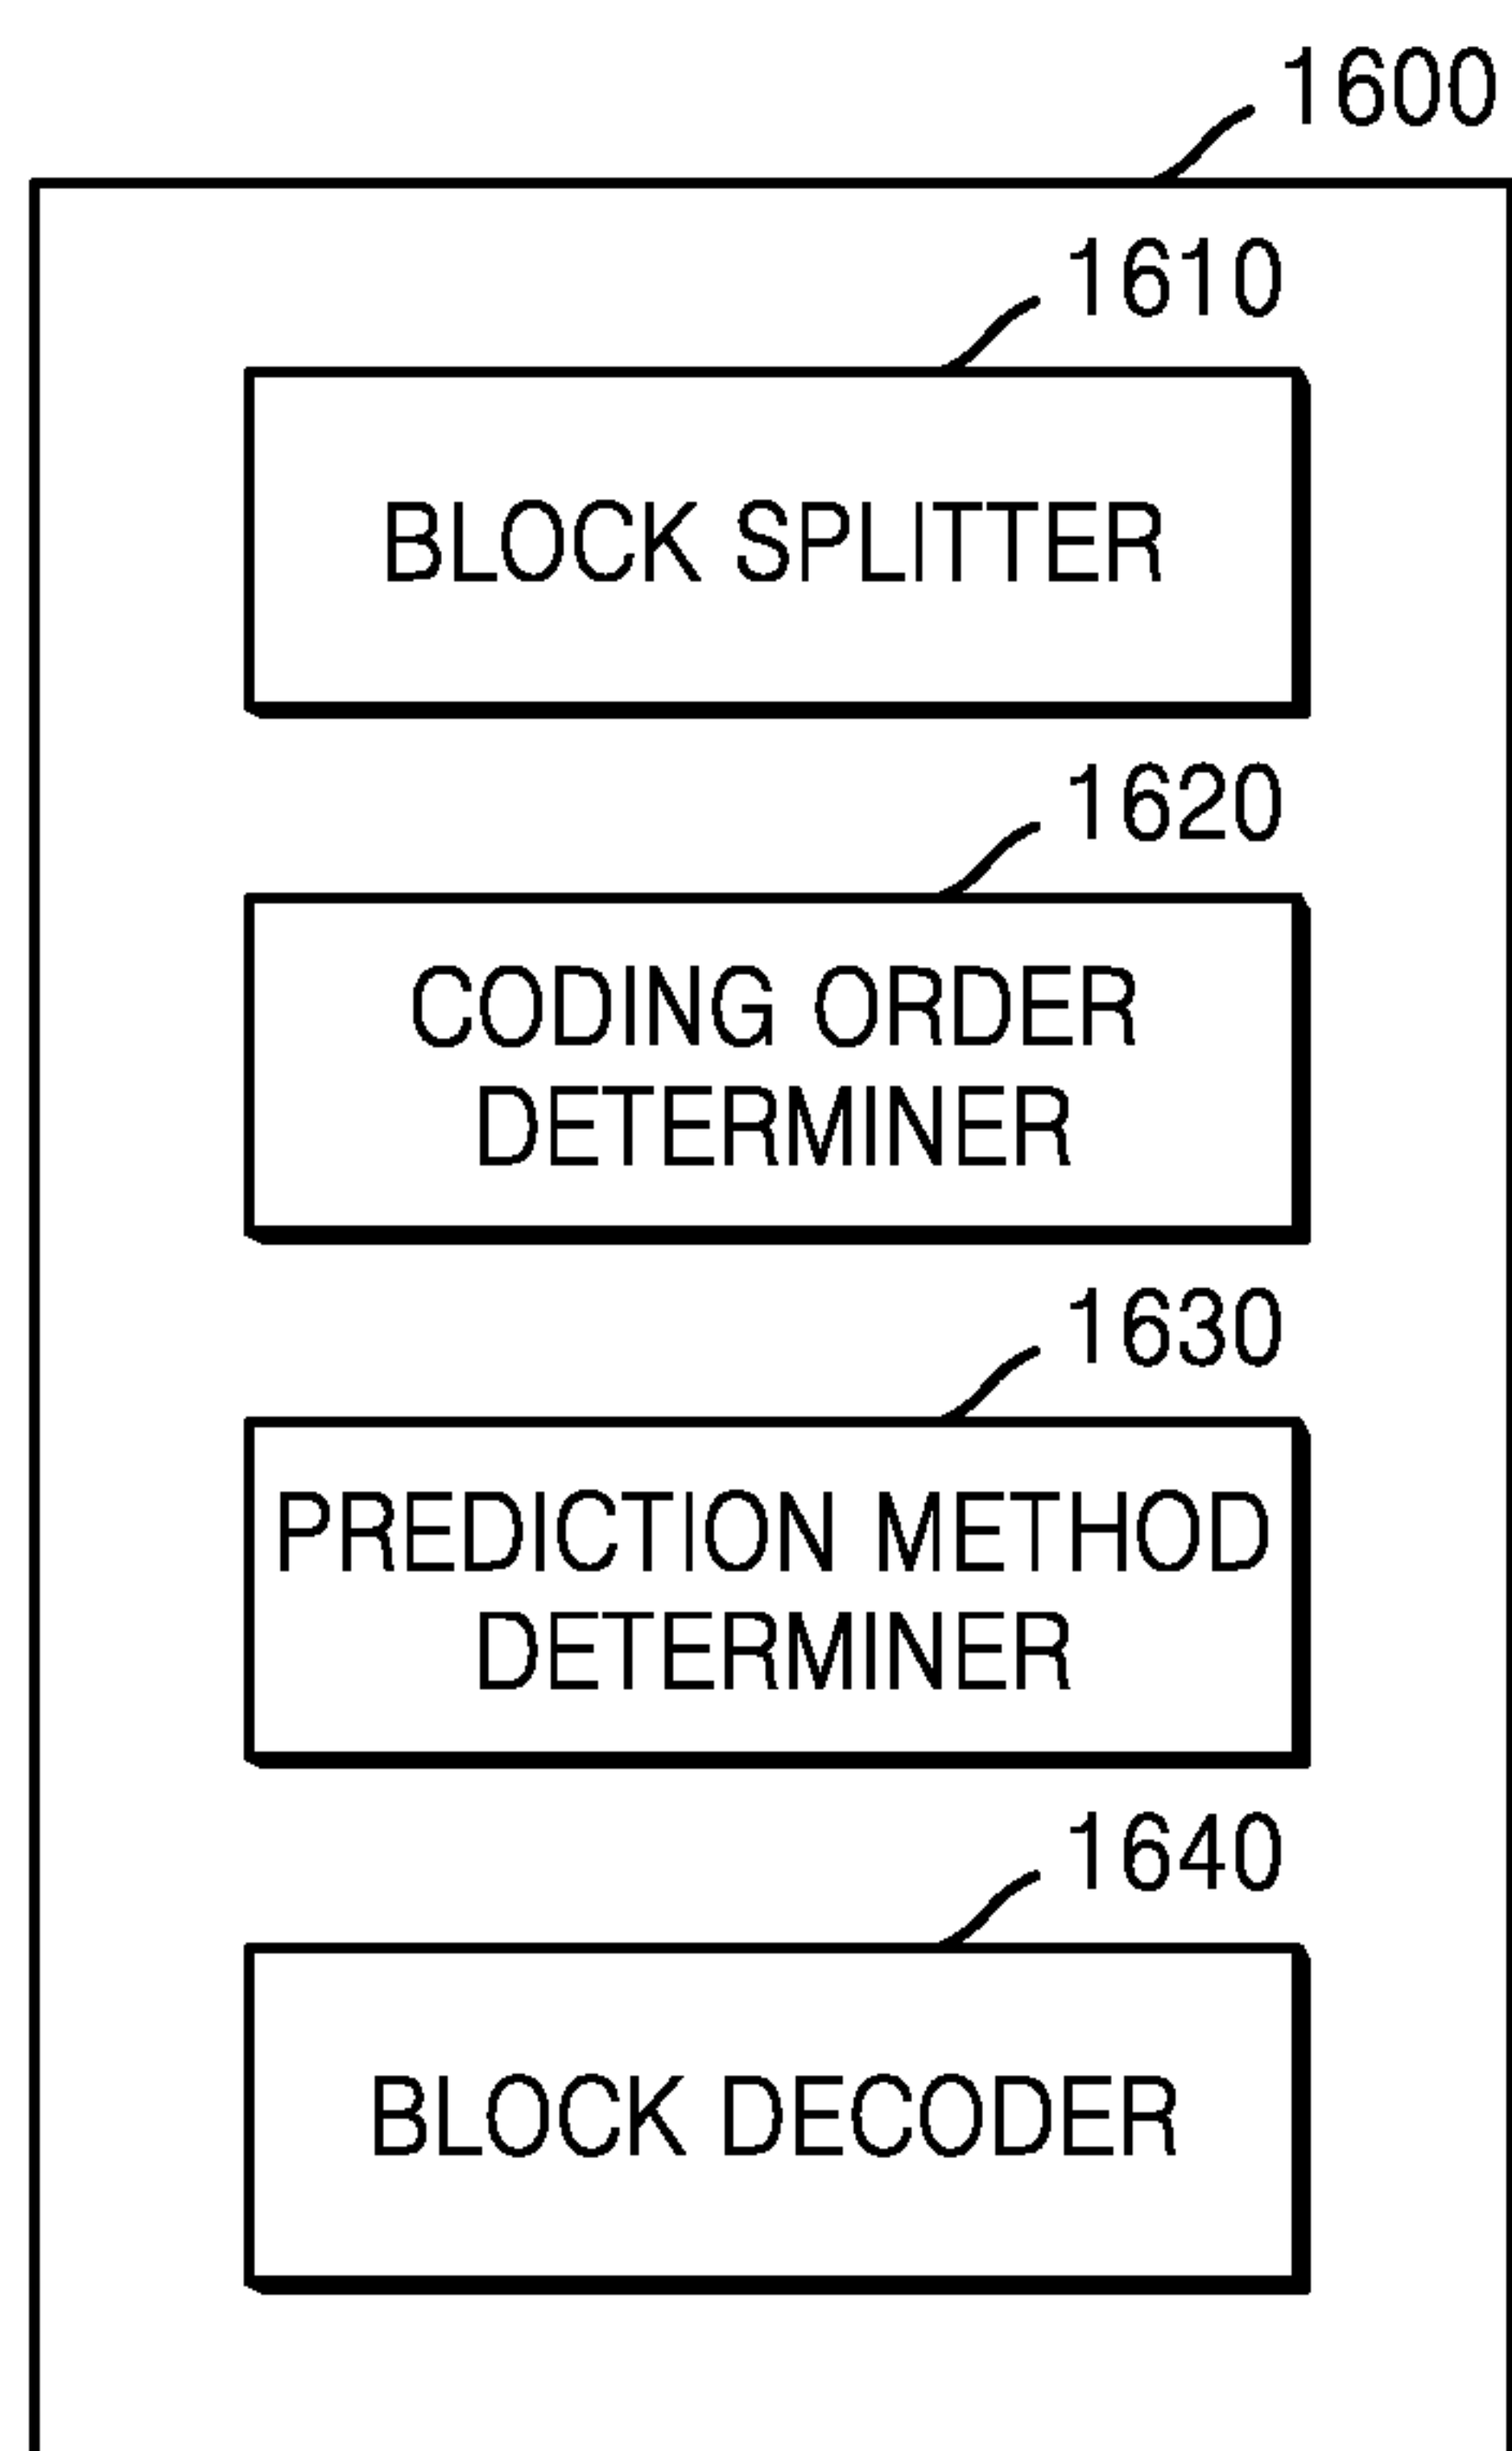 1600
1610
BLOCK SPLITTER
1620
CODING ORDER
DETERMINER
1630
PREDICTION METHOD
DETERMINER
1640
BLOCK DECODER